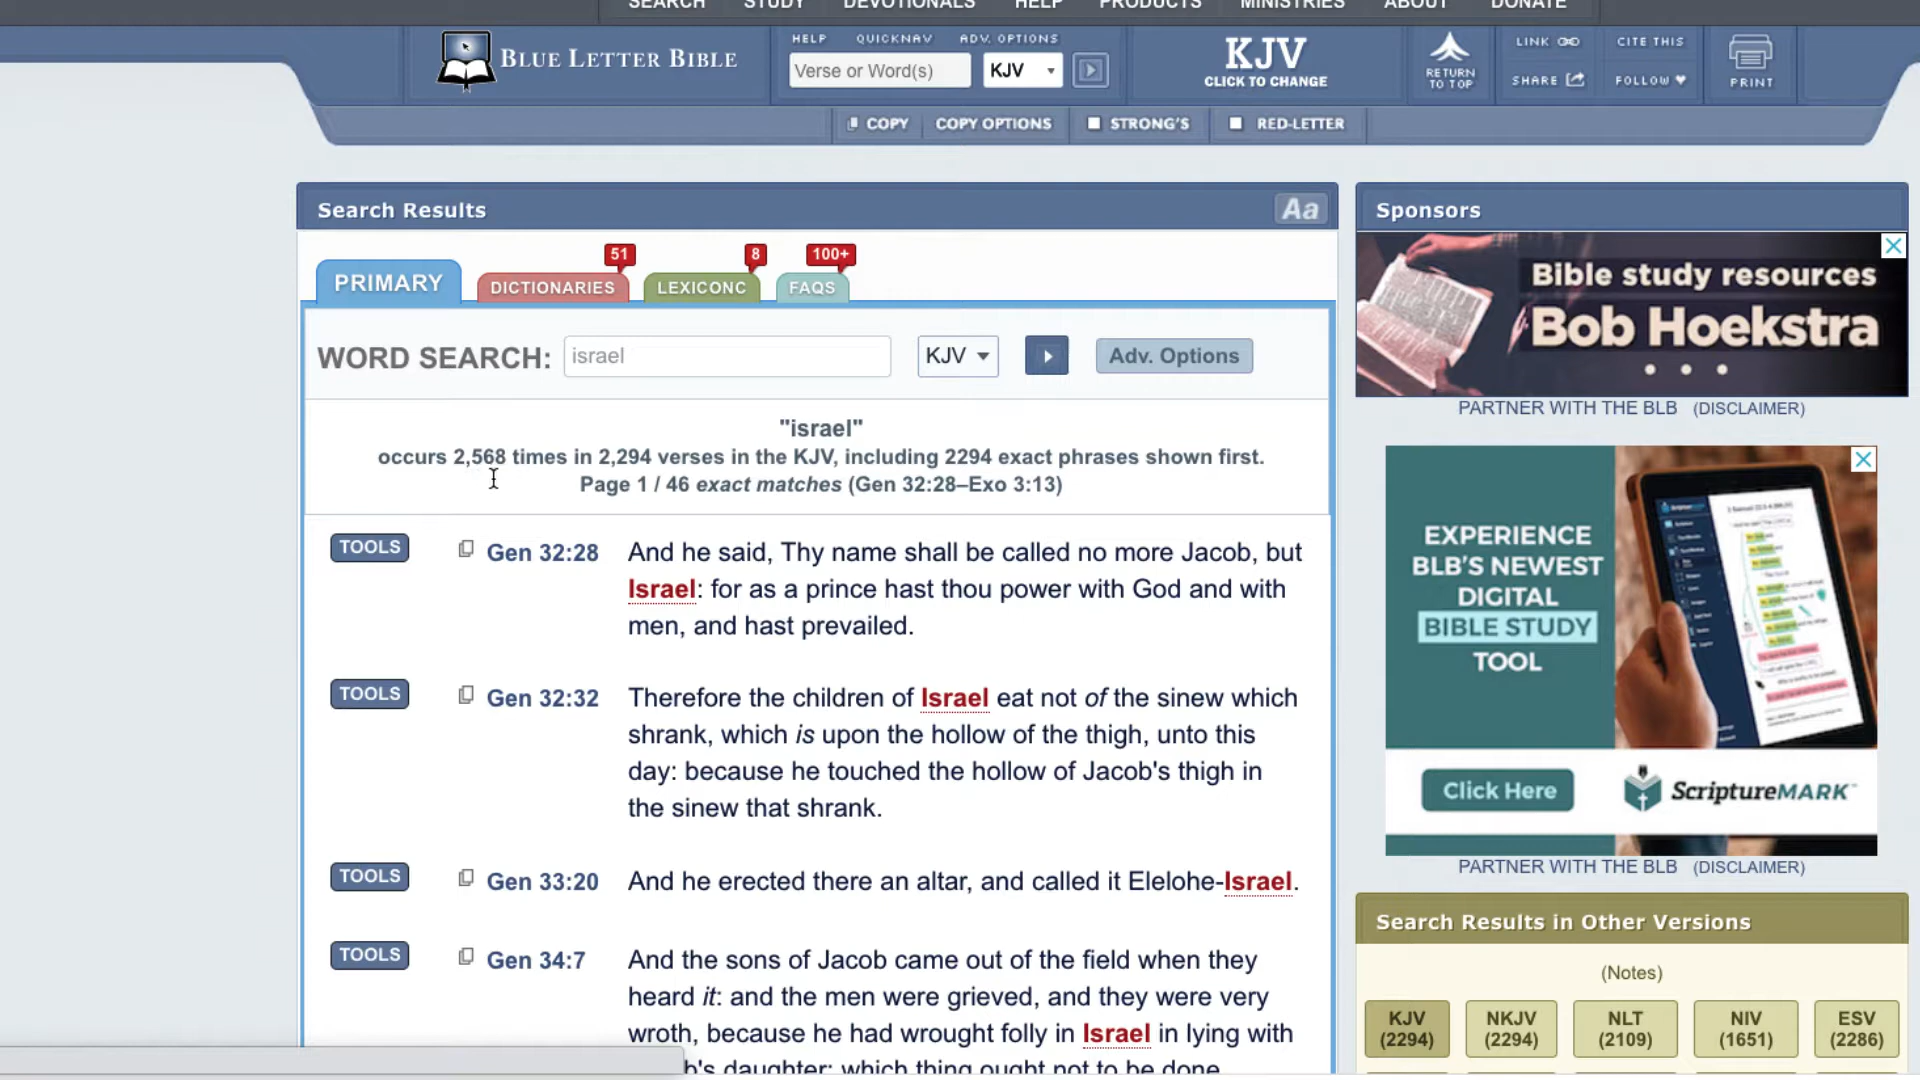 SEARCH STUDY DEVOTIONALS HELP PRODUCTS MINISTRIES ABOUT DONATE
BLUE LETTER BIBLE
HELP QUICKNAV ADV. OPTIONS
Verse or Word(s) KJV
KJV
CLICK TO CHANGE
RETURN
TO TOP
LINK CITE THIS
SHARE FOLLOW
PRINT
COPY COPY OPTIONS STRONG'S RED-LETTER
Search Results Aa
51 8 100+
PRIMARY DICTIONARIES LEXICONC FAQS
WORD SEARCH: israel KJV Adv. Options
"israel"
occurs 2,568 times in 2,294 verses in the KJV, including 2294 exact phrases shown first.
Page 1 / 46 exact matches (Gen 32:28–Exo 3:13)
TOOLS Gen 32:28 And he said, Thy name shall be called no more Jacob, but
Israel: for as a prince hast thou power with God and with
men, and hast prevailed.
TOOLS Gen 32:32 Therefore the children of Israel eat not of the sinew which
shrank, which is upon the hollow of the thigh, unto this
day: because he touched the hollow of Jacob's thigh in
the sinew that shrank.
TOOLS Gen 33:20 And he erected there an altar, and called it Elelohe-Israel.
TOOLS Gen 34:7 And the sons of Jacob came out of the field when they
heard it: and the men were grieved, and they were very
wroth, because he had wrought folly in Israel in lying with
b's daughter: which thing ought not to be done.
Sponsors
Bible study resources
Bob Hoekstra
PARTNER WITH THE BLB (DISCLAIMER)
EXPERIENCE
BLB'S NEWEST
DIGITAL
BIBLE STUDY
TOOL
Click Here ScriptureMARK™
PARTNER WITH THE BLB (DISCLAIMER)
Search Results in Other Versions
(Notes)
KJV NKJV NLT NIV ESV
(2294) (2294) (2109) (1651) (2286)